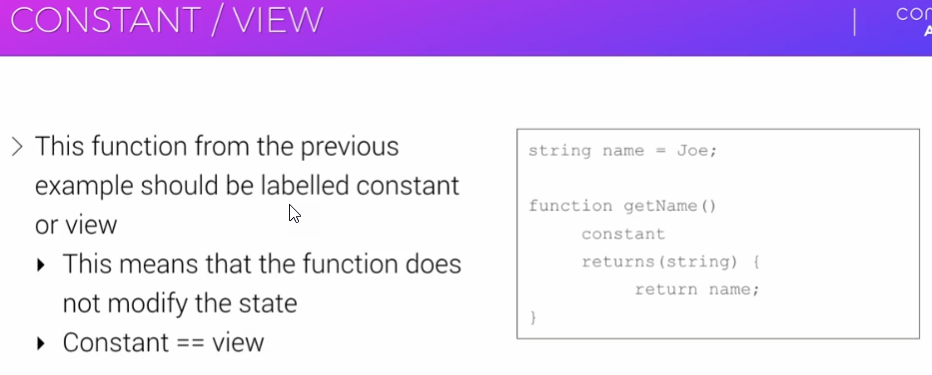 CONSTANT / VIEW
> This function from the previous
example should be labelled constant
or view
‣ This means that the function does
not modify the state
‣ Constant == view
string name = Joe;
function getName()
constant
returns(string) {
return name;
}